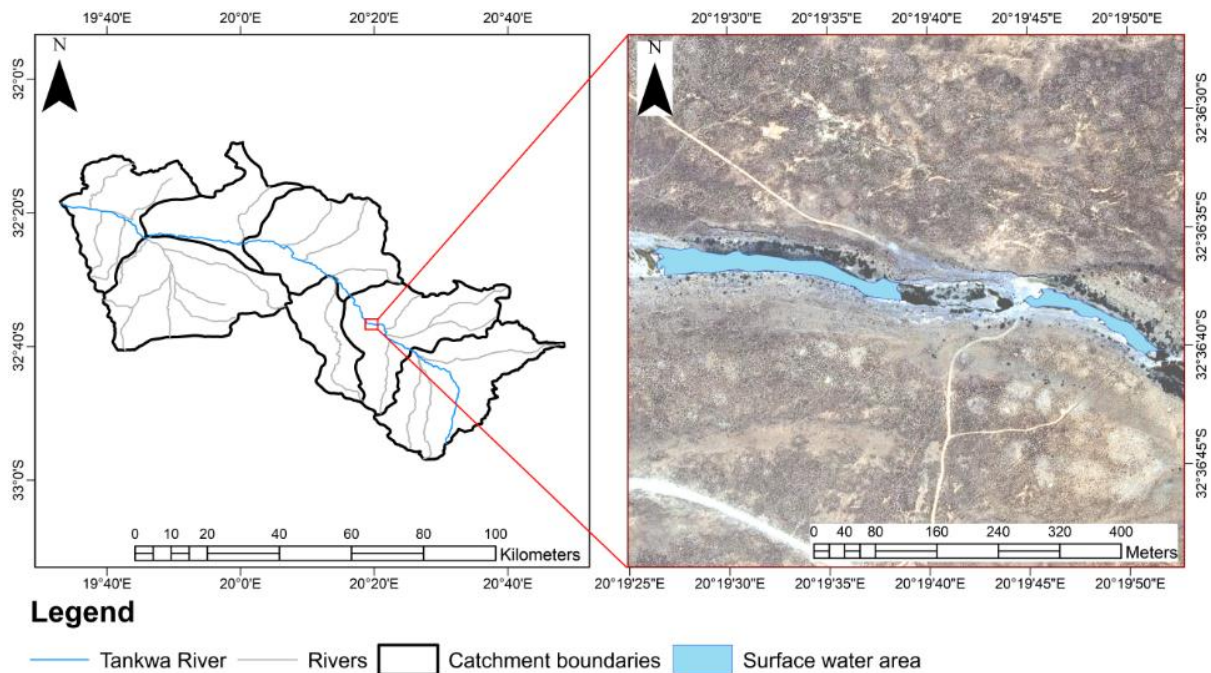 19°40'E 20°0'E 20°20'E 20°40'E
20°19'30"E 20°19'35"E 20°19'40"E 20°19'45"E 20°19'50"E
N
N
32°0'S
32°20'S
32°40'S
33°0'S
32°36'30"S
32°36'35"S
32°36'40"S
32°36'45"S
0 5 10 20 40 60 80 100
Kilometers
0 20 40 80 160 240 320 400
Meters
19°40'E 20°0'E 20°20'E 20°40'E
20°19'25"E 20°19'30"E 20°19'35"E 20°19'40"E 20°19'45"E 20°19'50"E
Legend
Tankwa River Rivers Catchment boundaries Surface water area